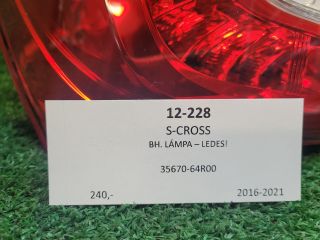 12-228
S-CROSS
BH. LÁMPA – LEDES!
35670-64R00
240,- 2016-2021